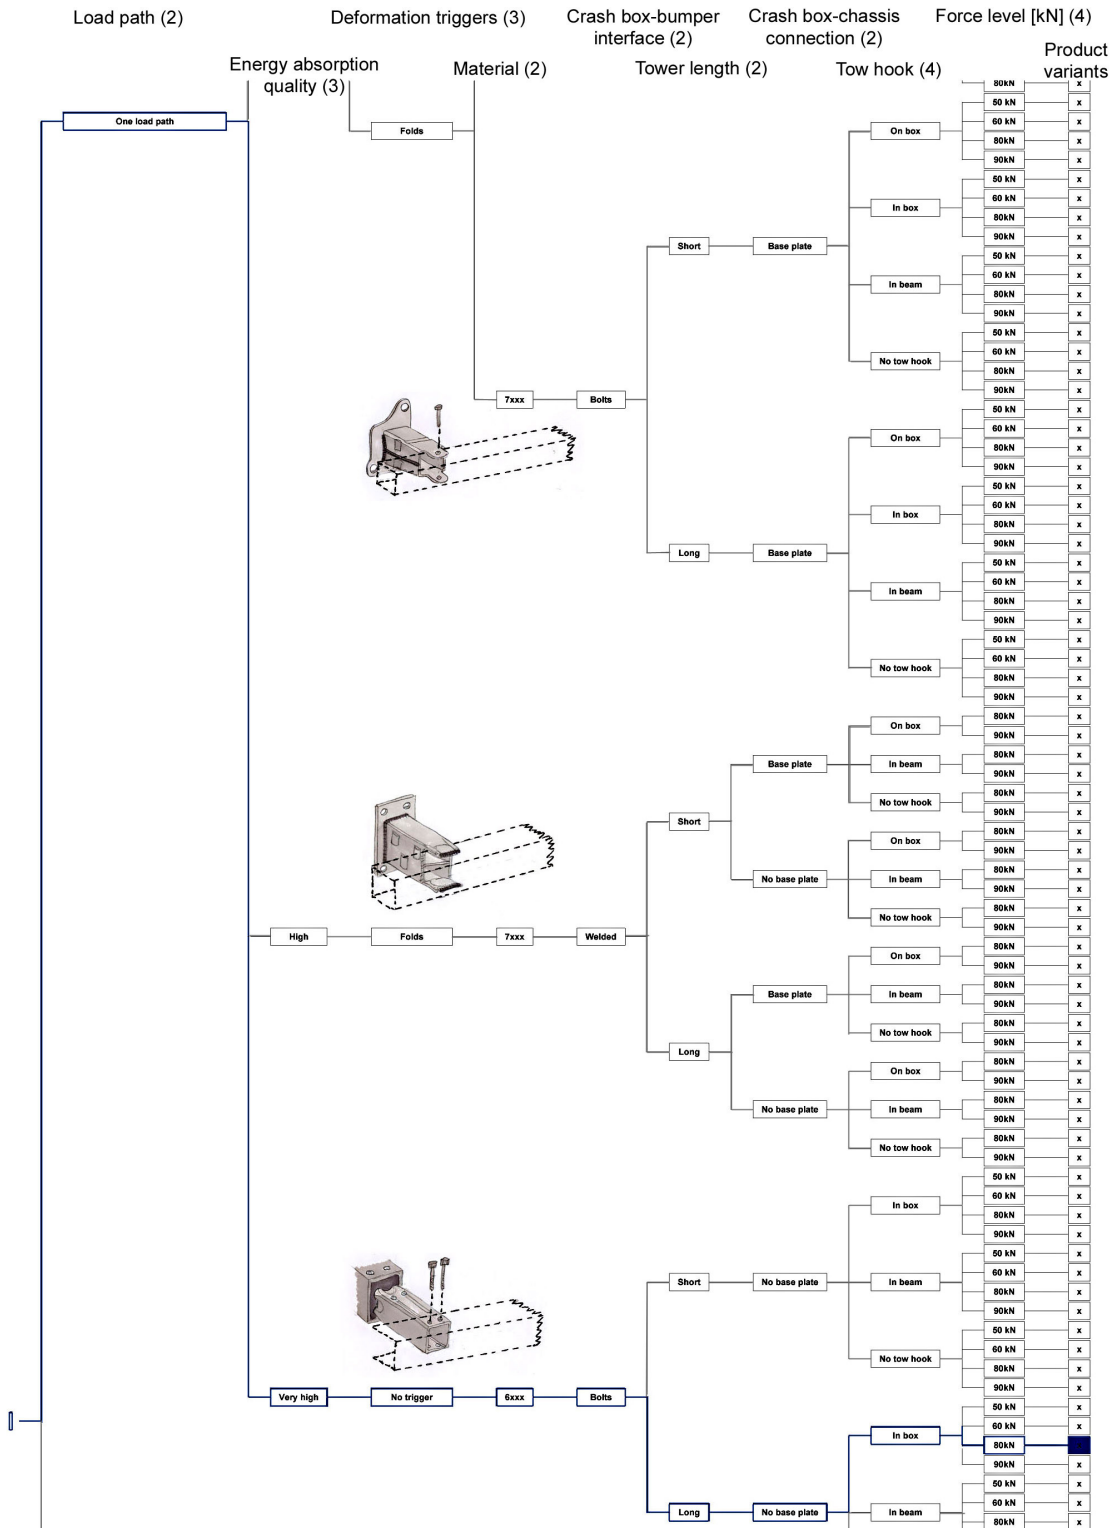 Load path (2)
Deformation triggers (3)
Crash box-bumper
interface (2)
Crash box-chassis
connection (2)
Force level [kN] (4)
Energy absorption
quality (3)
Material (2)
Tower length (2)
Tow hook (4)
Product
variants
80kN x
50 kN x
One load path
60 kN x
Folds
On box
80kN x
90kN x
50 kN x
60 kN x
In box
80kN x
90kN x
Short
Base plate
50 kN x
60 kN x
In beam
80kN x
90kN x
50 kN x
60 kN x
No tow hook
80kN x
90kN x
7xxx
Bolts
50 kN x
60 kN x
On box
80kN x
90kN x
50 kN x
60 kN x
In box
80kN x
90kN x
Long
Base plate
50 kN x
60 kN x
In beam
80kN x
90kN x
50 kN x
60 kN x
No tow hook
80kN x
90kN x
80kN x
On box
90kN x
80kN x
Base plate
In beam
90kN x
80kN x
No tow hook
90kN x
Short
80kN x
On box
90kN x
80kN x
No base plate
In beam
90kN x
80kN x
No tow hook
90kN x
High
Folds
7xxx
Welded
80kN x
On box
90kN x
80kN x
Base plate
In beam
90kN x
80kN x
No tow hook
90kN x
Long
80kN x
On box
90kN x
80kN x
No base plate
In beam
90kN x
80kN x
No tow hook
90kN x
50 kN x
60 kN x
In box
80kN x
90kN x
50 kN x
60 kN x
Short
No base plate
In beam
80kN x
90kN x
50 kN x
60 kN x
No tow hook
80kN x
90kN x
Very high
No trigger
6xxx
Bolts
50 kN x
60 kN x
In box
80kN
90kN x
50 kN x
60 kN x
Long
No base plate
In beam
80kN x